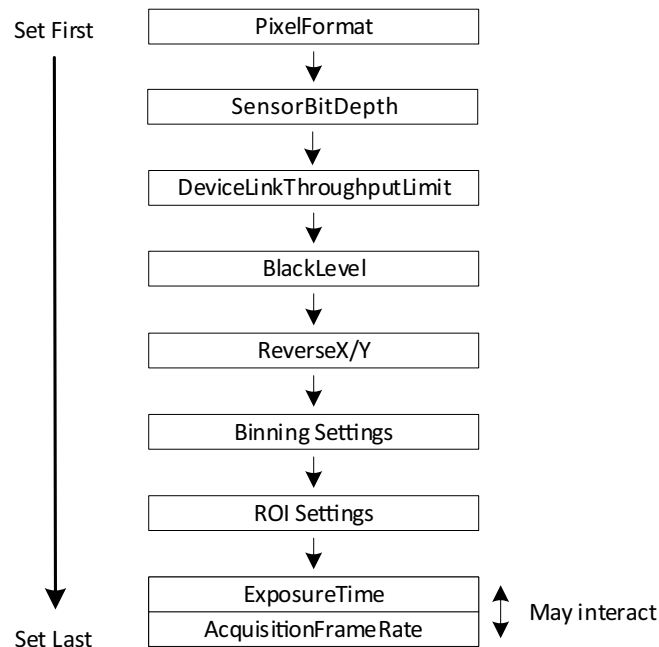 Set First
PixelFormat
SensorBitDepth
DeviceLinkThroughputLimit
BlackLevel
ReverseX/Y
Binning Settings
ROI Settings
ExposureTime
May interact
AcquisitionFrameRate
Set Last